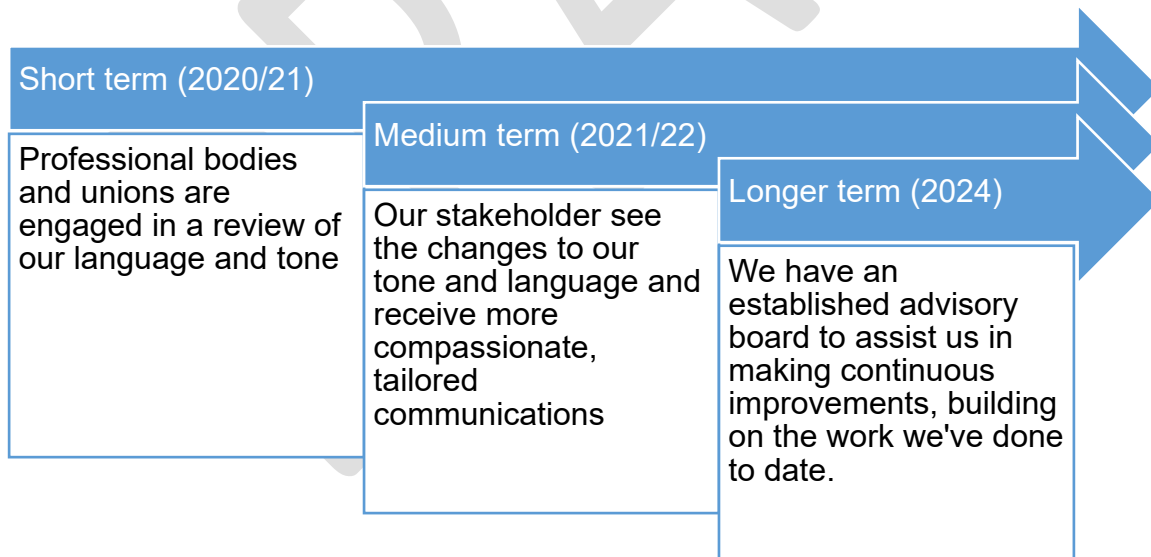 Short term (2020/21)
Professional bodies
and unions are
engaged in a review of
our language and tone
Medium term (2021/22)
Our stakeholder see
the changes to our
tone and language and
receive more
compassionate,
tailored
communications
Longer term (2024)
We have an
established advisory
board to assist us in
making continuous
improvements, building
on the work we've done
to date.